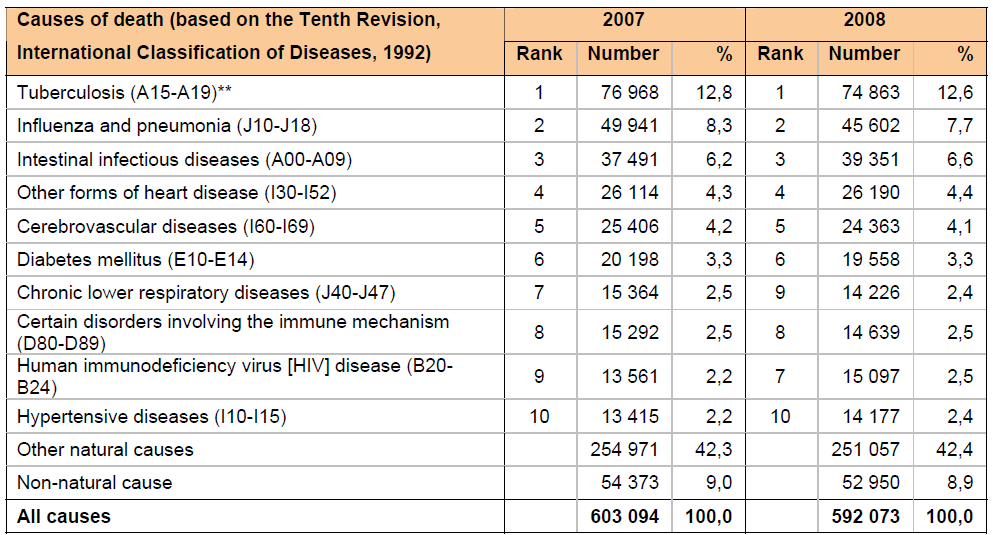 Causes of death (based on the Tenth Revision, 2007 2008
International Classification of Diseases, 1992) Rank Number % Rank Number %
Tuberculosis (A15-A19)** 1 76 968 12,8 1 74 863 12,6
Influenza and pneumonia (J10-J18) 2 49 941 8,3 2 45 602 7,7
Intestinal infectious diseases (A00-A09) 3 37 491 6,2 3 39 351 6,6
Other forms of heart disease (I30-I52) 4 26 114 4,3 4 26 190 4,4
Cerebrovascular diseases (I60-I69) 5 25 406 4,2 5 24 363 4,1
Diabetes mellitus (E10-E14) 6 20 198 3,3 6 19 558 3,3
Chronic lower respiratory diseases (J40-J47) 7 15 364 2,5 9 14 226 2,4
Certain disorders involving the immune mechanism
(D80-D89) 8 15 292 2,5 8 14 639 2,5
Human immunodeficiency virus [HIV] disease (B20-
B24) 9 13 561 2,2 7 15 097 2,5
Hypertensive diseases (I10-I15) 10 13 415 2,2 10 14 177 2,4
Other natural causes 254 971 42,3 251 057 42,4
Non-natural cause 54 373 9,0 52 950 8,9
All causes 603 094 100,0 592 073 100,0